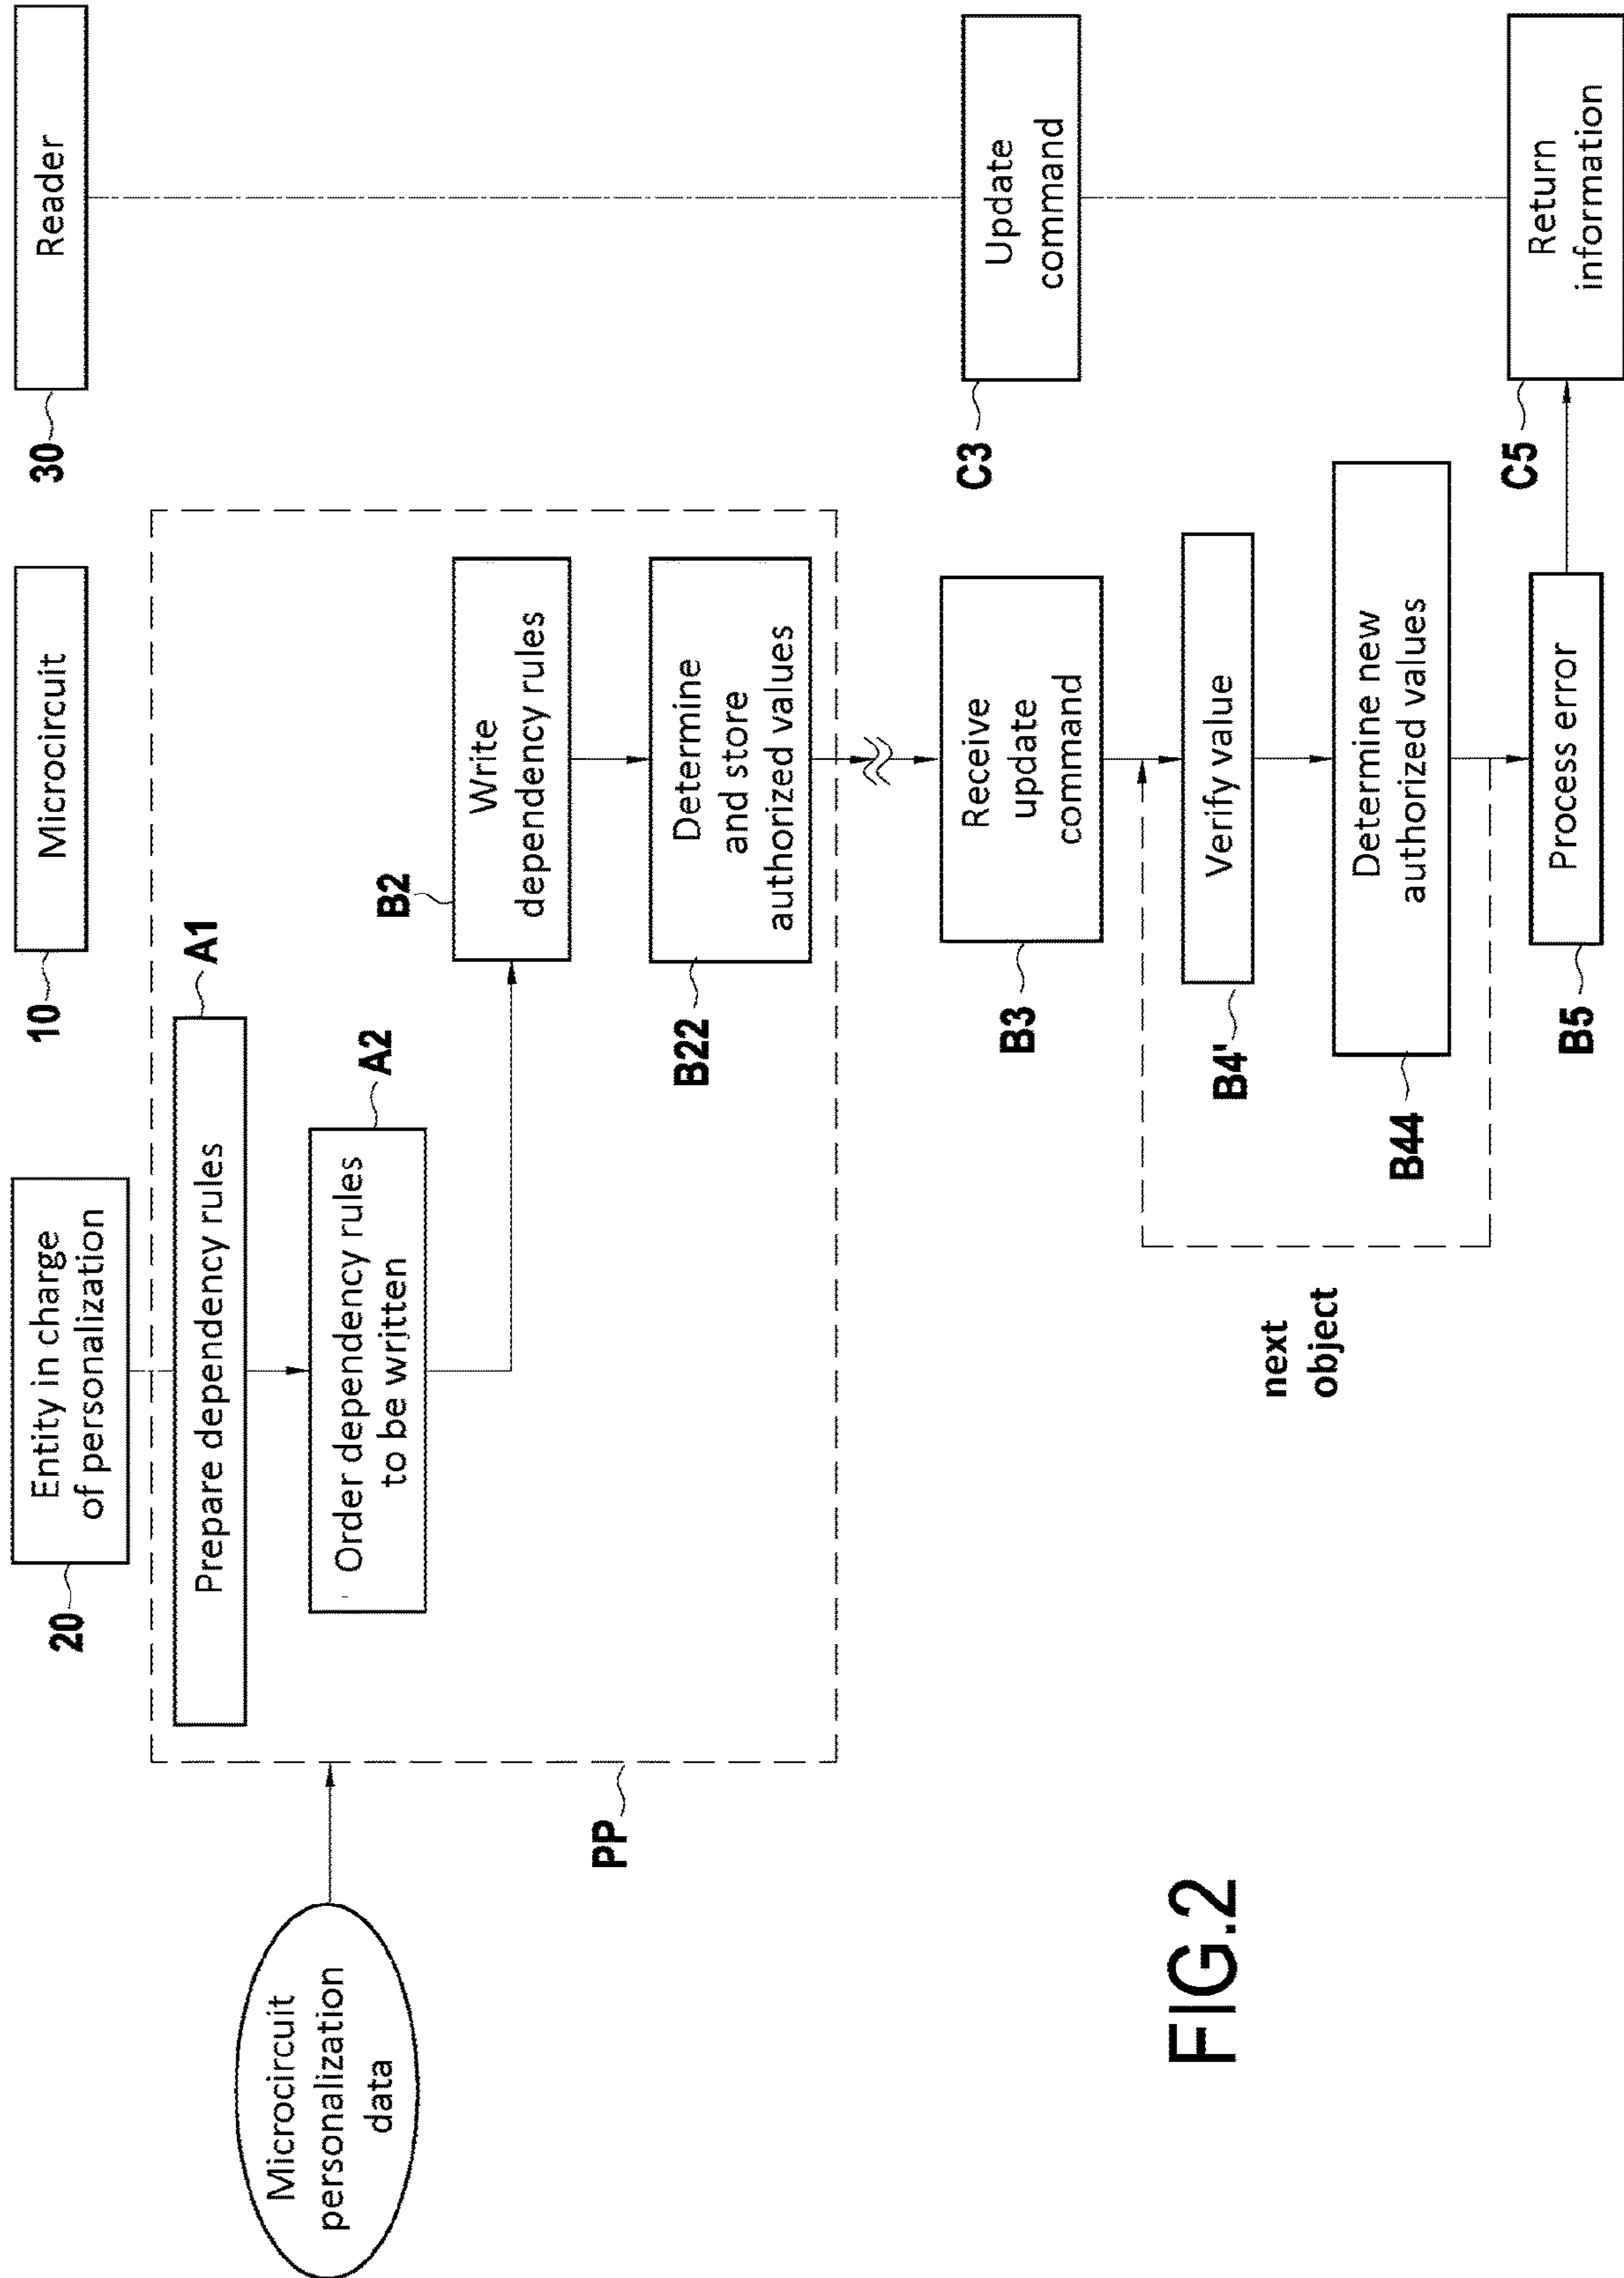 20
Entity in charge
of personalization
10
Microcircuit
30
Reader
Microcircuit
personalization
data
PP
Prepare dependency rules
A1
Order dependency rules
to be written
A2
B2
Write
dependency rules
B22
Determine
and store
authorized values
B3
Receive
update
command
C3
Update
command
next
object
B4'
Verify value
B44
Determine new
authorized values
B5
Process error
C5
Return
information
FIG.2